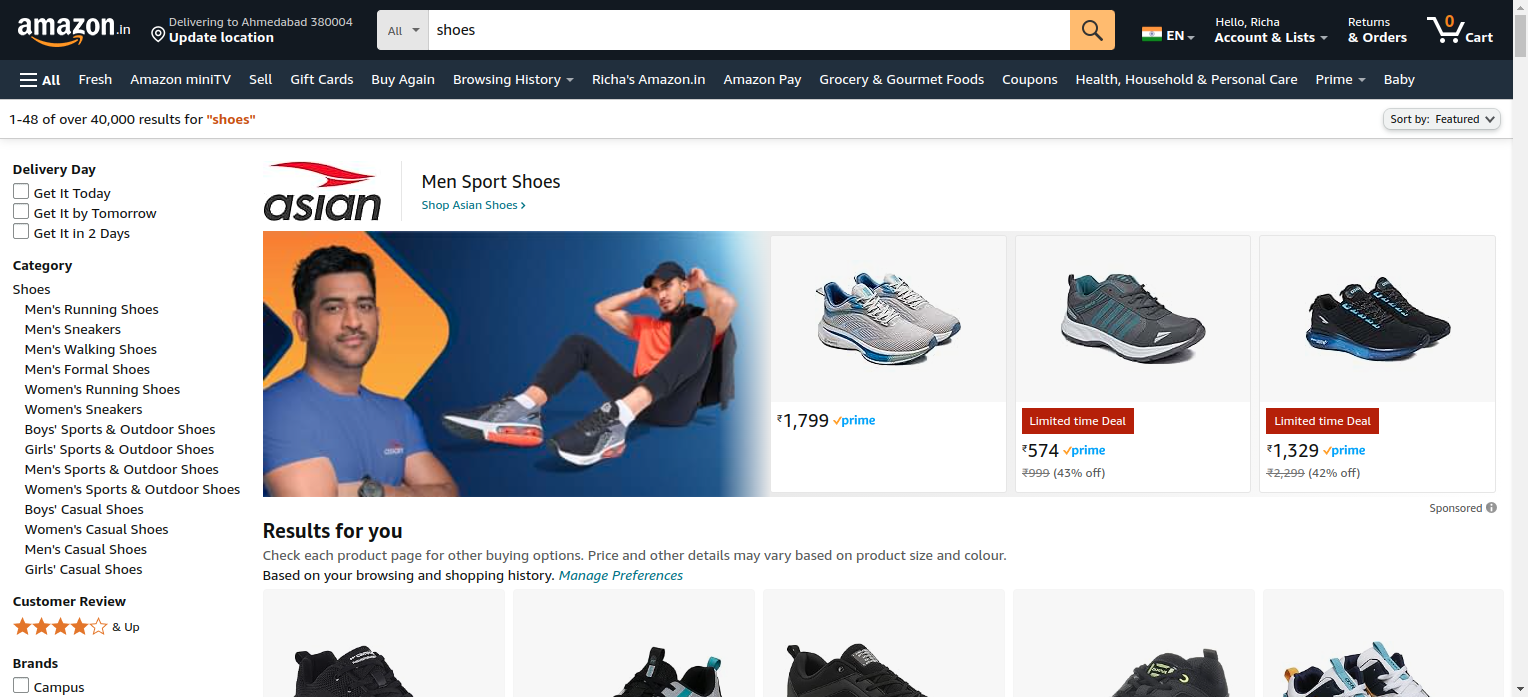 amazon.in
Delivering to Ahmedabad 380004
Update location
All
shoes
EN
Hello, Richa
Account & Lists
Returns
& Orders
0
Cart
All
Fresh
Amazon miniTV
Sell
Gift Cards
Buy Again
Browsing History
Richa's Amazon.in
Amazon Pay
Grocery & Gourmet Foods
Coupons
Health, Household & Personal Care
Prime
Baby
1-48 of over 40,000 results for "shoes"
Sort by: Featured
Delivery Day
Get It Today
Get It by Tomorrow
Get It in 2 Days
Category
Shoes
Men's Running Shoes
Men's Sneakers
Men's Walking Shoes
Men's Formal Shoes
Women's Running Shoes
Women's Sneakers
Boys' Sports & Outdoor Shoes
Girls' Sports & Outdoor Shoes
Men's Sports & Outdoor Shoes
Women's Sports & Outdoor Shoes
Boys' Casual Shoes
Women's Casual Shoes
Men's Casual Shoes
Girls' Casual Shoes
Customer Review
& Up
Brands
Campus
asian
Men Sport Shoes
Shop Asian Shoes ›
asian
₹1,799 prime
Limited time Deal
₹574 prime
₹999 (43% off)
Limited time Deal
₹1,329 prime
₹2,299 (42% off)
Sponsored
Results for you
Check each product page for other buying options. Price and other details may vary based on product size and colour.
Based on your browsing and shopping history. Manage Preferences